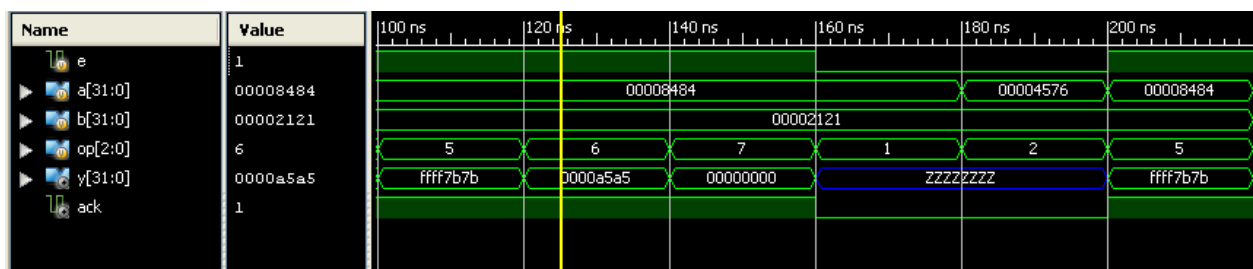 Name Value 100 ns 120 ns 140 ns 160 ns 180 ns 200 ns
e 1
a[31:0] 00008484 00008484 00004576 00008484
b[31:0] 00002121 00002121
op[2:0] 6 5 6 7 1 2 5
y[31:0] 0000a5a5 ffff7b7b 0000a5a5 00000000 ZZZZZZZZ ffff7b7b
ack 1